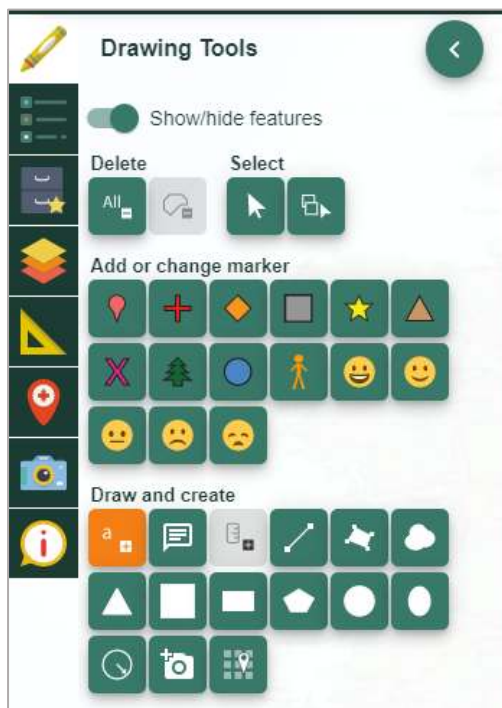 Drawing Tools
Show/hide features
Delete Select
All
Add or change marker
Draw and create
a